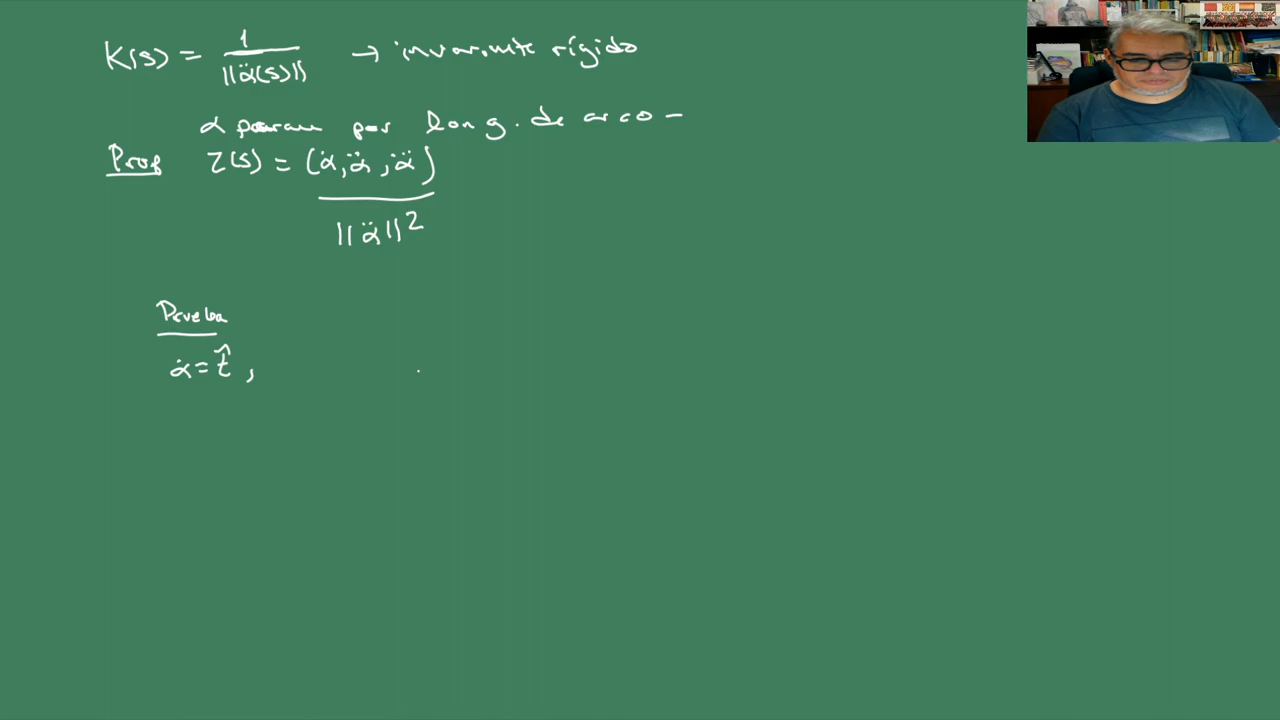 K(s) = 1 / ||α̈(s)|| → invariante rígido
α param por long. de arco –
Prop τ(s) = (α̇, α̈, α⃛) / ||α̈||²
Prueba
α̇ = t̂ ,